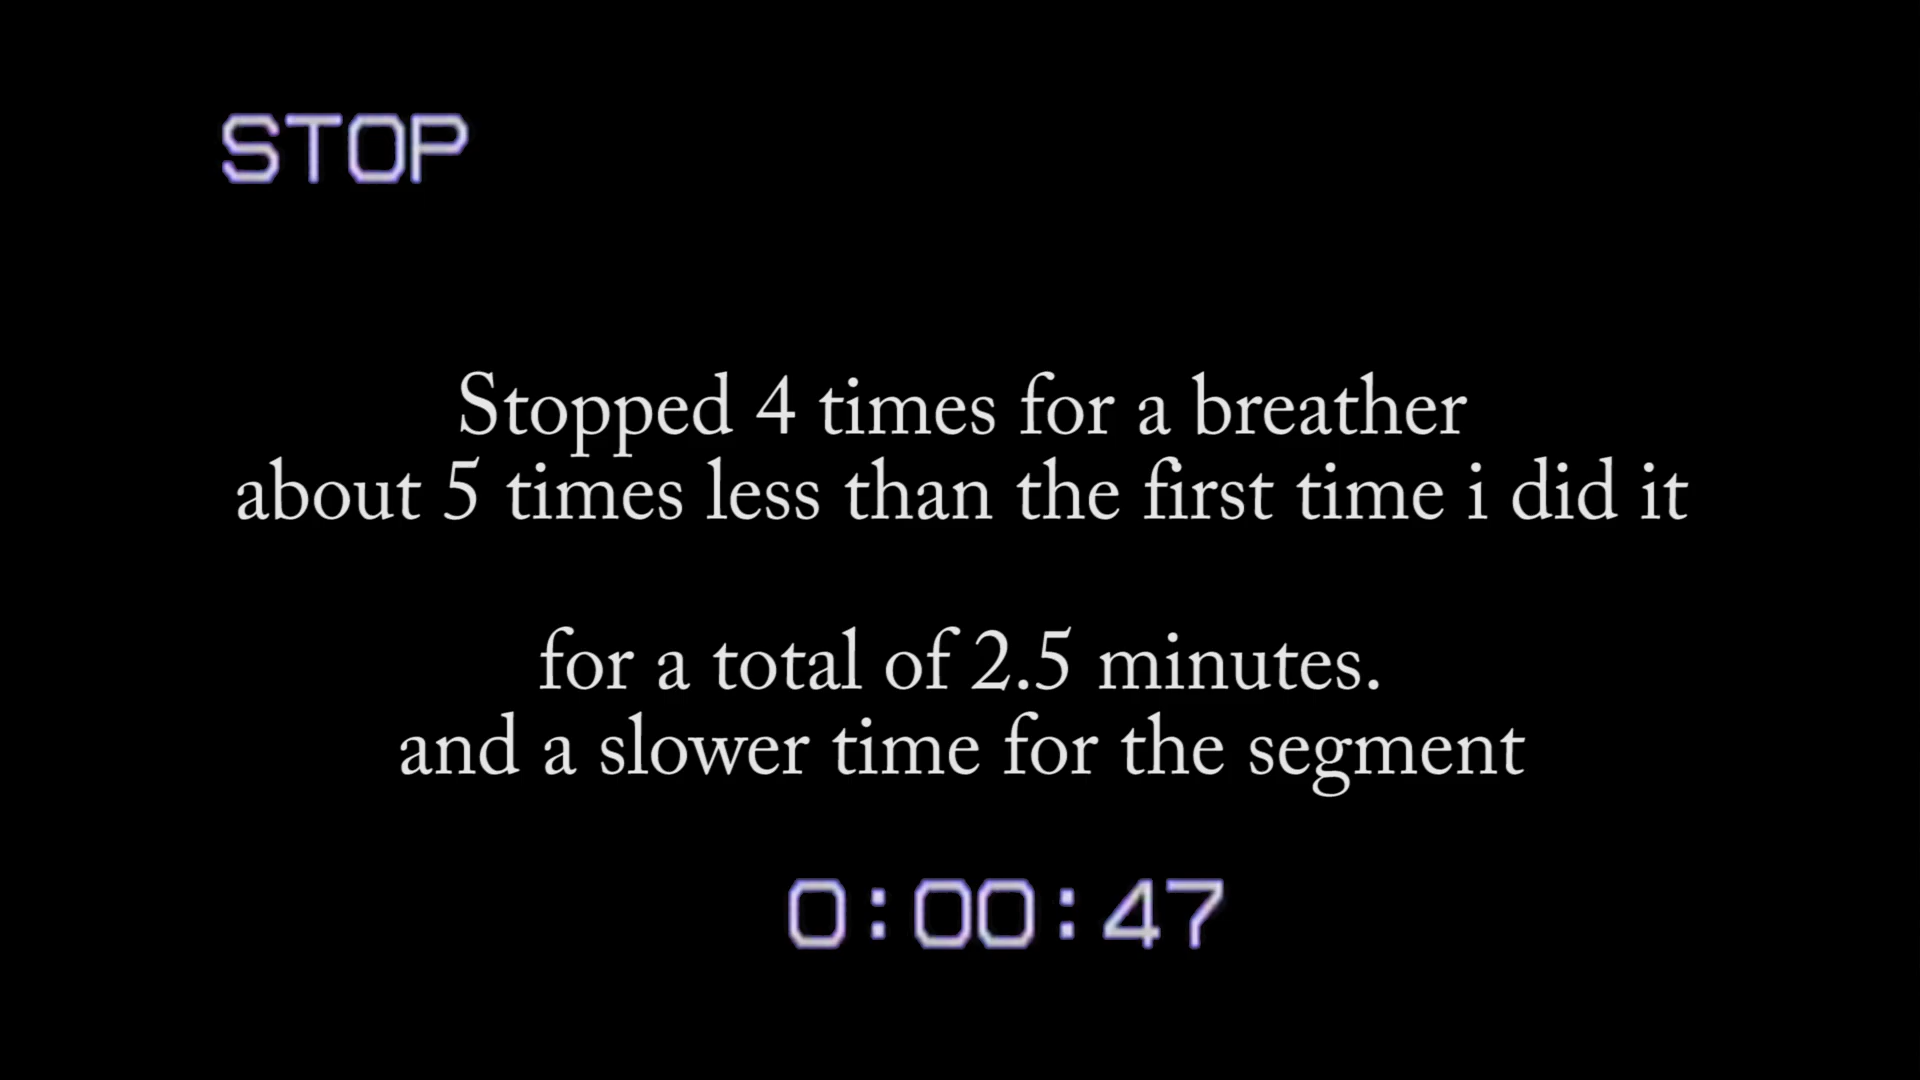 STOP
Stopped 4 times for a breather
about 5 times less than the first time i did it
for a total of 2.5 minutes.
and a slower time for the segment
0:00:47